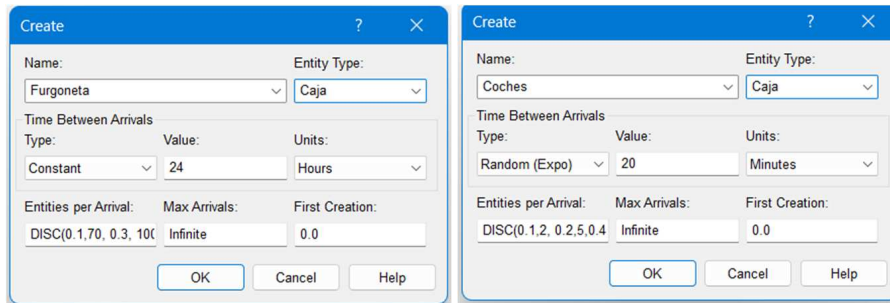 Create ? ×
Name: Entity Type:
Furgoneta Caja
Time Between Arrivals
Type: Value: Units:
Constant 24 Hours
Entities per Arrival: Max Arrivals: First Creation:
DISC(0.1,70, 0.3, 10( Infinite 0.0
OK Cancel Help
Create ? ×
Name: Entity Type:
Coches Caja
Time Between Arrivals
Type: Value: Units:
Random (Expo) 20 Minutes
Entities per Arrival: Max Arrivals: First Creation:
DISC(0.1,2, 0.2,5,0.4 Infinite 0.0
OK Cancel Help